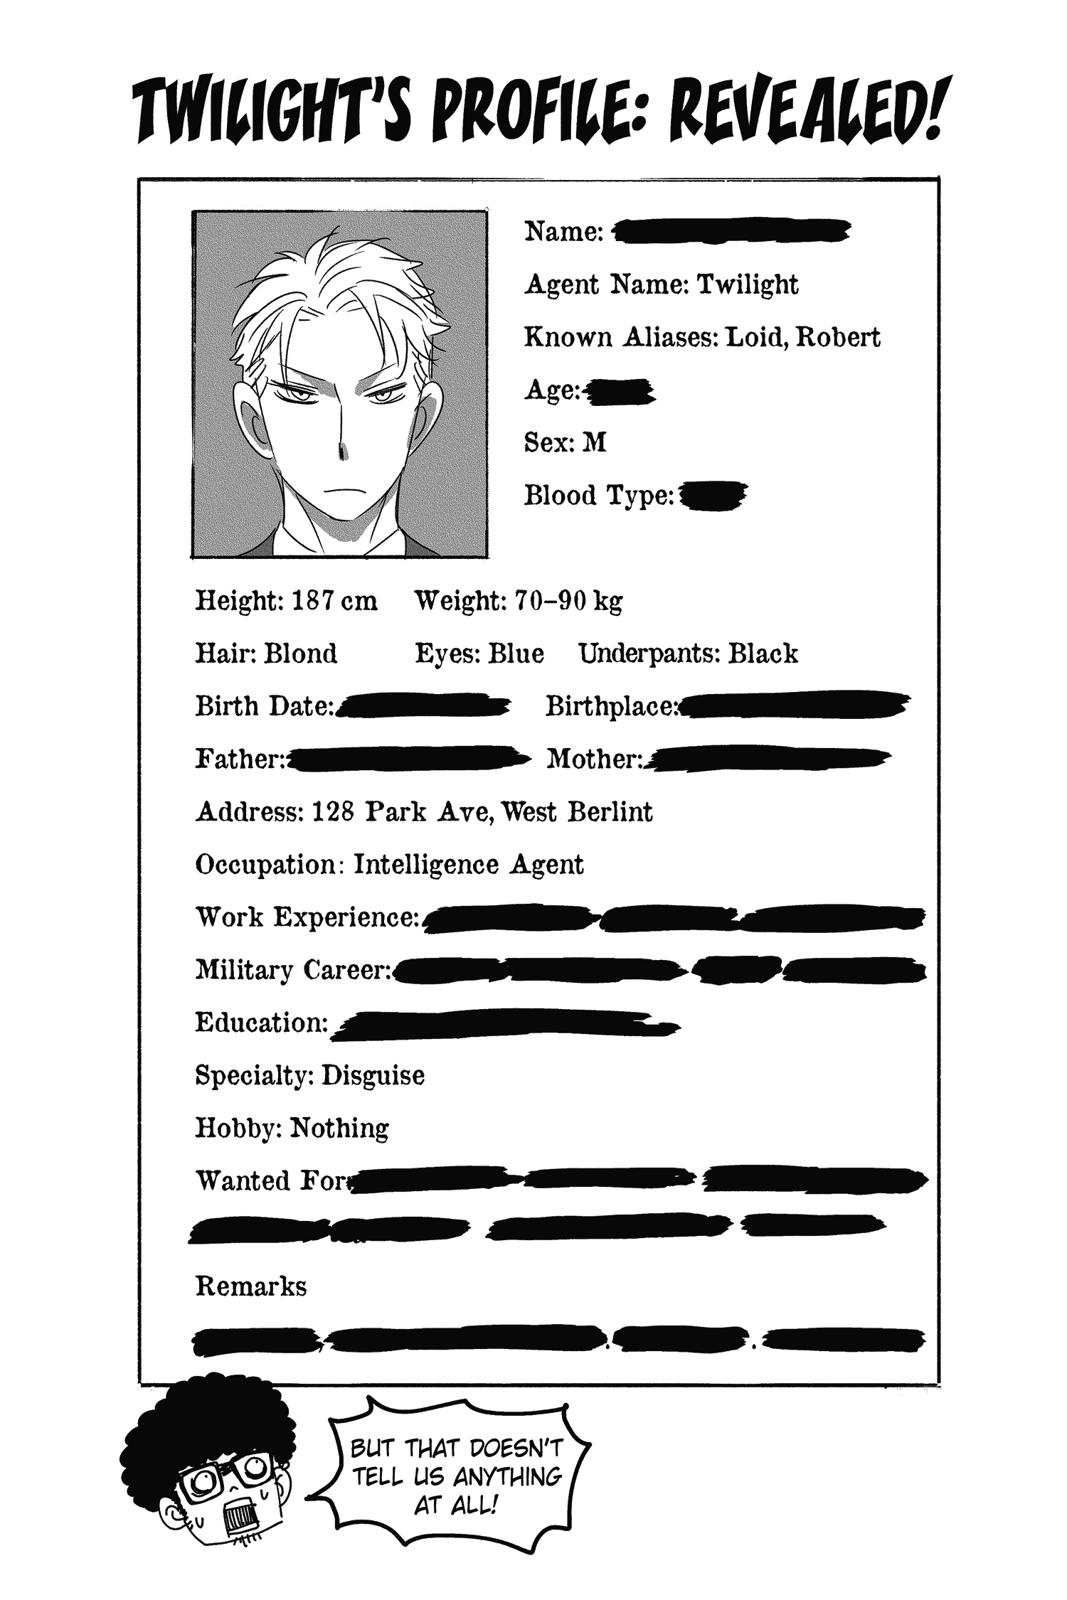 TWILIGHT'S PROFILE: REVEALED!
Name:
Agent Name: Twilight
Known Aliases: Loid, Robert
Age:
Sex: M
Blood Type:
Height: 187 cm Weight: 70–90 kg
Hair: Blond Eyes: Blue Underpants: Black
Birth Date: Birthplace:
Father: Mother:
Address: 128 Park Ave, West Berlint
Occupation: Intelligence Agent
Work Experience:
Military Career:
Education:
Specialty: Disguise
Hobby: Nothing
Wanted For:
Remarks
BUT THAT DOESN'T
TELL US ANYTHING
AT ALL!